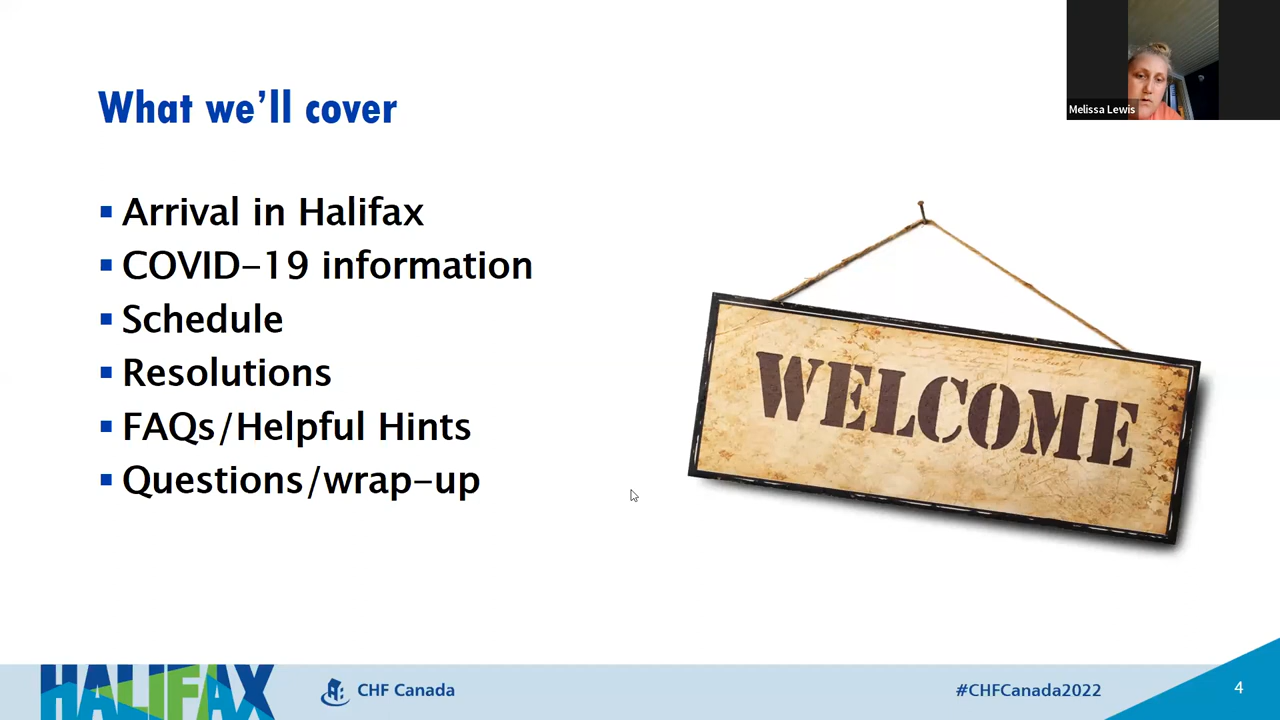 Melissa Lewis
What we'll cover
▪ Arrival in Halifax
▪ COVID-19 information
▪ Schedule
▪ Resolutions
▪ FAQs/Helpful Hints
▪ Questions/wrap-up
WELCOME
HALIFAX
CHF Canada
#CHFCanada2022
4